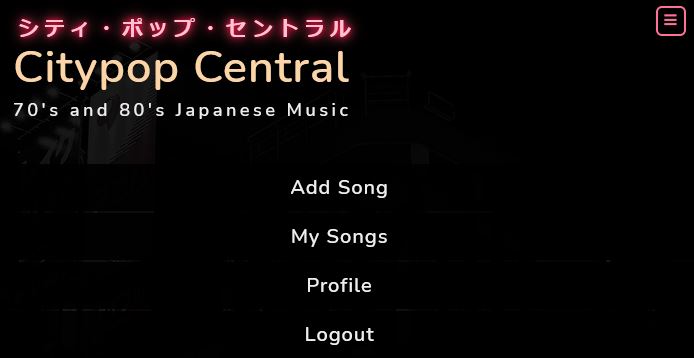 シティ・ポップ・セントラル
Citypop Central
70's and 80's Japanese Music
Add Song
My Songs
Profile
Logout